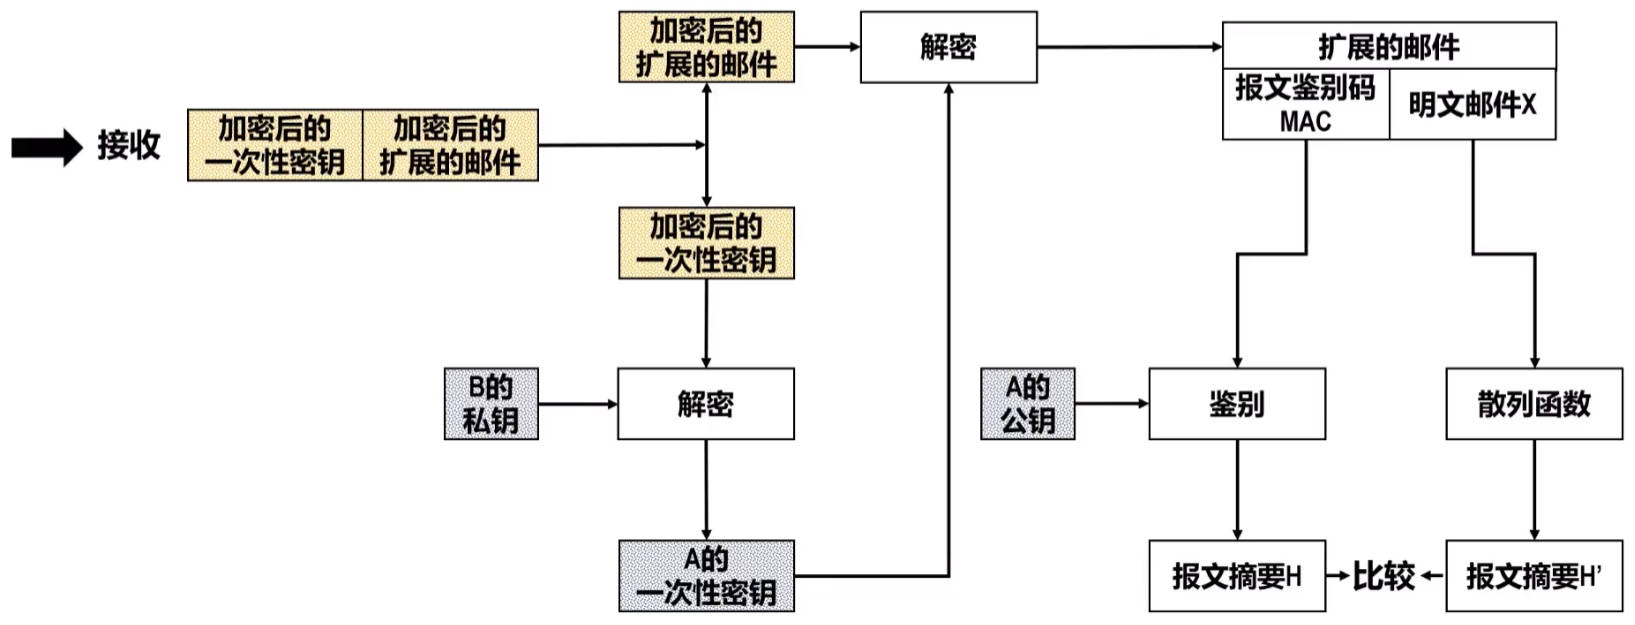 接收
加密后的
一次性密钥
加密后的
扩展的邮件
加密后的
扩展的邮件
解密
扩展的邮件
报文鉴别码
MAC
明文邮件X
加密后的
一次性密钥
B的
私钥
解密
A的
一次性密钥
A的
公钥
鉴别
散列函数
报文摘要H
比较
报文摘要H’